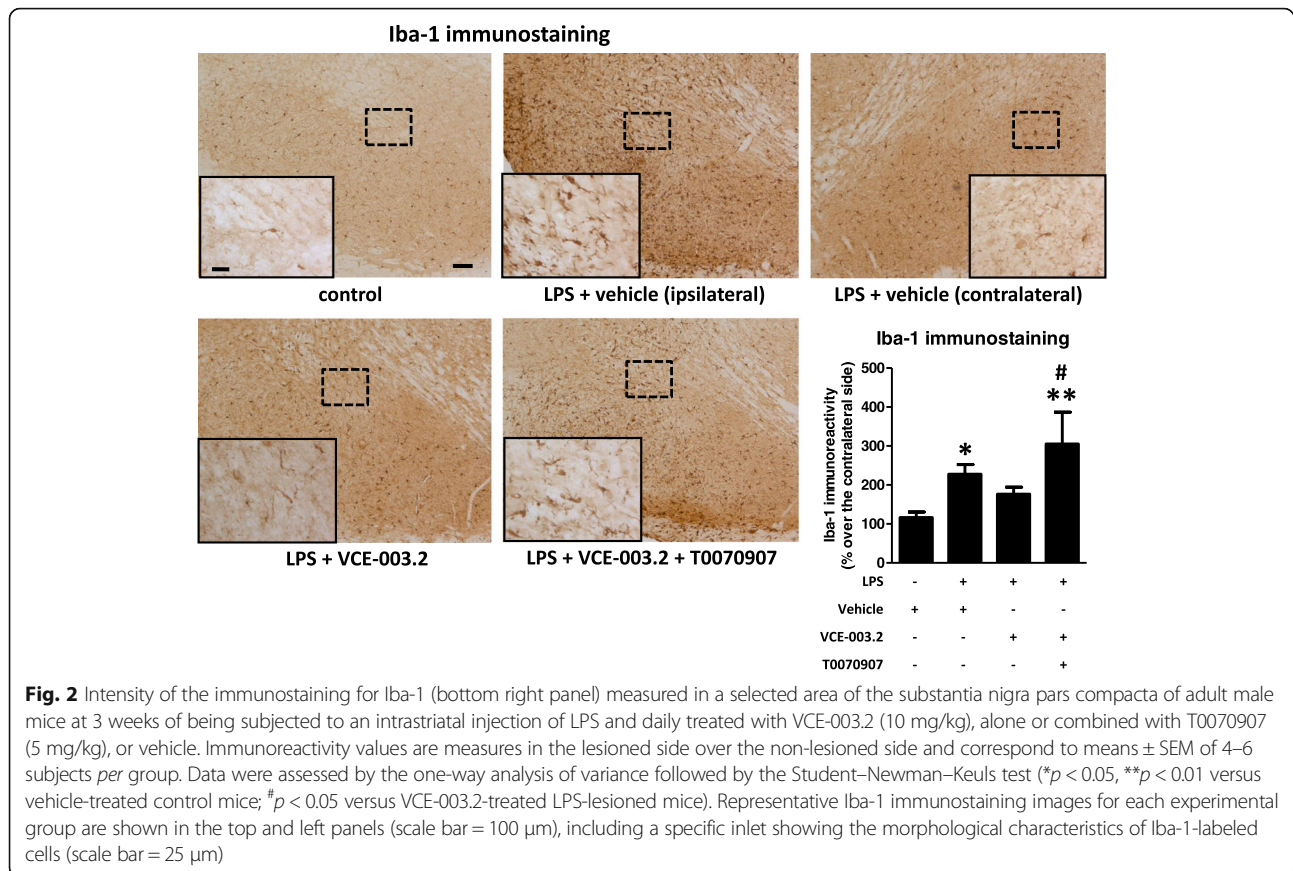 Iba-1 immunostaining
control
LPS + vehicle (ipsilateral)
LPS + vehicle (contralateral)
LPS + VCE-003.2
LPS + VCE-003.2 + T0070907
Iba-1 immunostaining
Iba-1 immunoreactivity
(% over the contralateral side)
500
400
300
200
100
0
*
#
**
LPS - + + +
Vehicle + + - -
VCE-003.2 - - + +
T0070907 - - - +
Fig. 2 Intensity of the immunostaining for Iba-1 (bottom right panel) measured in a selected area of the substantia nigra pars compacta of adult male
mice at 3 weeks of being subjected to an intrastriatal injection of LPS and daily treated with VCE-003.2 (10 mg/kg), alone or combined with T0070907
(5 mg/kg), or vehicle. Immunoreactivity values are measures in the lesioned side over the non-lesioned side and correspond to means ± SEM of 4–6
subjects per group. Data were assessed by the one-way analysis of variance followed by the Student–Newman–Keuls test (*p < 0.05, **p < 0.01 versus
vehicle-treated control mice; #p < 0.05 versus VCE-003.2-treated LPS-lesioned mice). Representative Iba-1 immunostaining images for each experimental
group are shown in the top and left panels (scale bar = 100 μm), including a specific inlet showing the morphological characteristics of Iba-1-labeled
cells (scale bar = 25 μm)